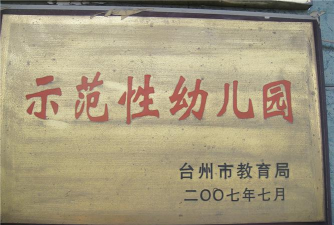 示范性幼儿园
台州市教育局
二〇〇七年七月